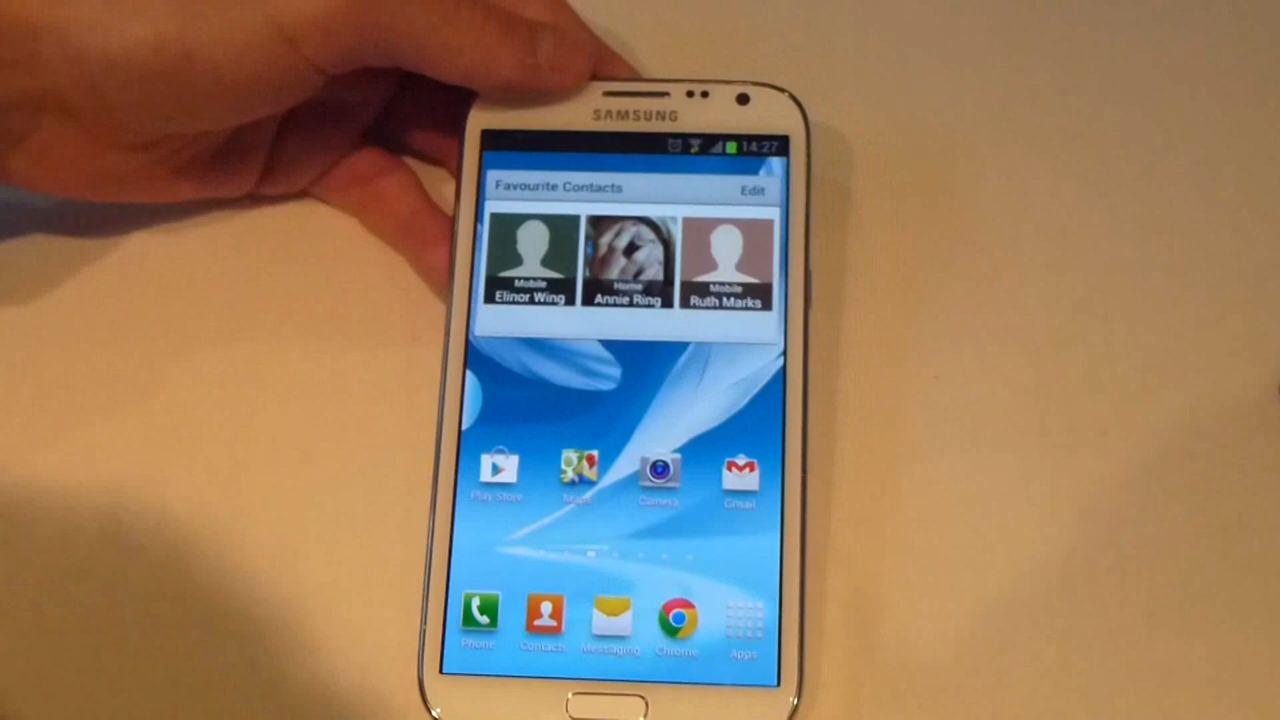 SAMSUNG
14:27
Favourite Contacts Edit
Mobile Home Mobile
Elinor Wing Annie Ring Ruth Marks
Play Store Maps Camera Gmail
Phone Contacts Messaging Chrome Apps